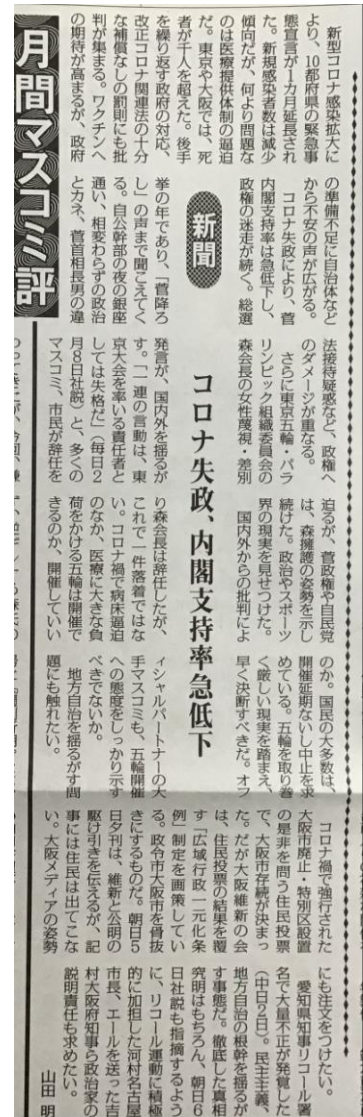 月間マスコミ評
新聞
コロナ失政、内閣支持率急低下
新型コロナ感染拡大に
より、10都府県の緊急事
態宣言が1カ月延長され
た。新規感染者数は減少
傾向だが、何より問題な
のは医療提供体制の逼迫
だ。東京や大阪では、死
者が千人を超えた。後手
を繰り返す政府の対応、
改正コロナ関連法の十分
な補償なしの罰則にも批
判が集まる。ワクチンへ
の期待が高まるが、政府
の準備不足に自治体など
から不安の声が広がる。
コロナ失政により、菅
内閣支持率は急低下し、
政権の迷走が続く。総選
挙の年であり、「菅降ろ
し」の声まで聞こえてく
る。自公幹部の夜の銀座
通い、相変わらずの政治
とカネ、菅首相長男の違
法接待疑惑など、政権へ
のダメージが重なる。
さらに東京五輪・パラ
リンピック組織委員会の
森会長の女性蔑視・差別
発言が、国内外を揺るが
す。「一連の言動は、東
京大会を率いる責任者と
しては失格だ」(毎日2
月8日社説)と、多くの
マスコミ、市民が辞任を
迫るが、菅政権や自民党
は、森擁護の姿勢を示し
続けた。政治やスポーツ
界の現実を見せつけた。
国内外からの批判によ
り森会長は辞任したが、
これで一件落着ではな
い。コロナ禍で病床逼迫
のなか、医療に大きな負
荷をかける五輪は開催で
きるのか、開催していい
のか。国民の大多数は、
開催延期ないし中止を求
めている。五輪を取り巻
く厳しい現実を踏まえ、
早く決断すべきだ。オフ
ィシャルパートナーの大
手マスコミも、五輪開催
への態度をしっかり示す
べきでないか。
地方自治を揺るがす問
題にも触れたい。
コロナ禍で強行された
大阪市廃止・特別区設置
の是非を問う住民投票
で、大阪市存続が決まっ
た。だが大阪維新の会
は、住民投票の結果を覆
す「広域行政一元化条
例」制定を画策してい
る。政令市大阪市を骨抜
きにするものだ。朝日5
日夕刊は、維新と公明の
駆け引きを伝えるが、記
事には住民は出てこな
い。大阪メディアの姿勢
にも注文をつけたい。
愛知県知事リコール署
名で大量不正が発覚した
(中日2日)。民主主義、
地方自治の根幹を揺るが
す事態だ。徹底した真相
究明はもちろん、朝日6
日社説も指摘するよう
に、リコール運動に積極
的に加担した河村名古屋
市長、エールを送った吉
村大阪府知事ら政治家の
説明責任も求めたい。
山田 明